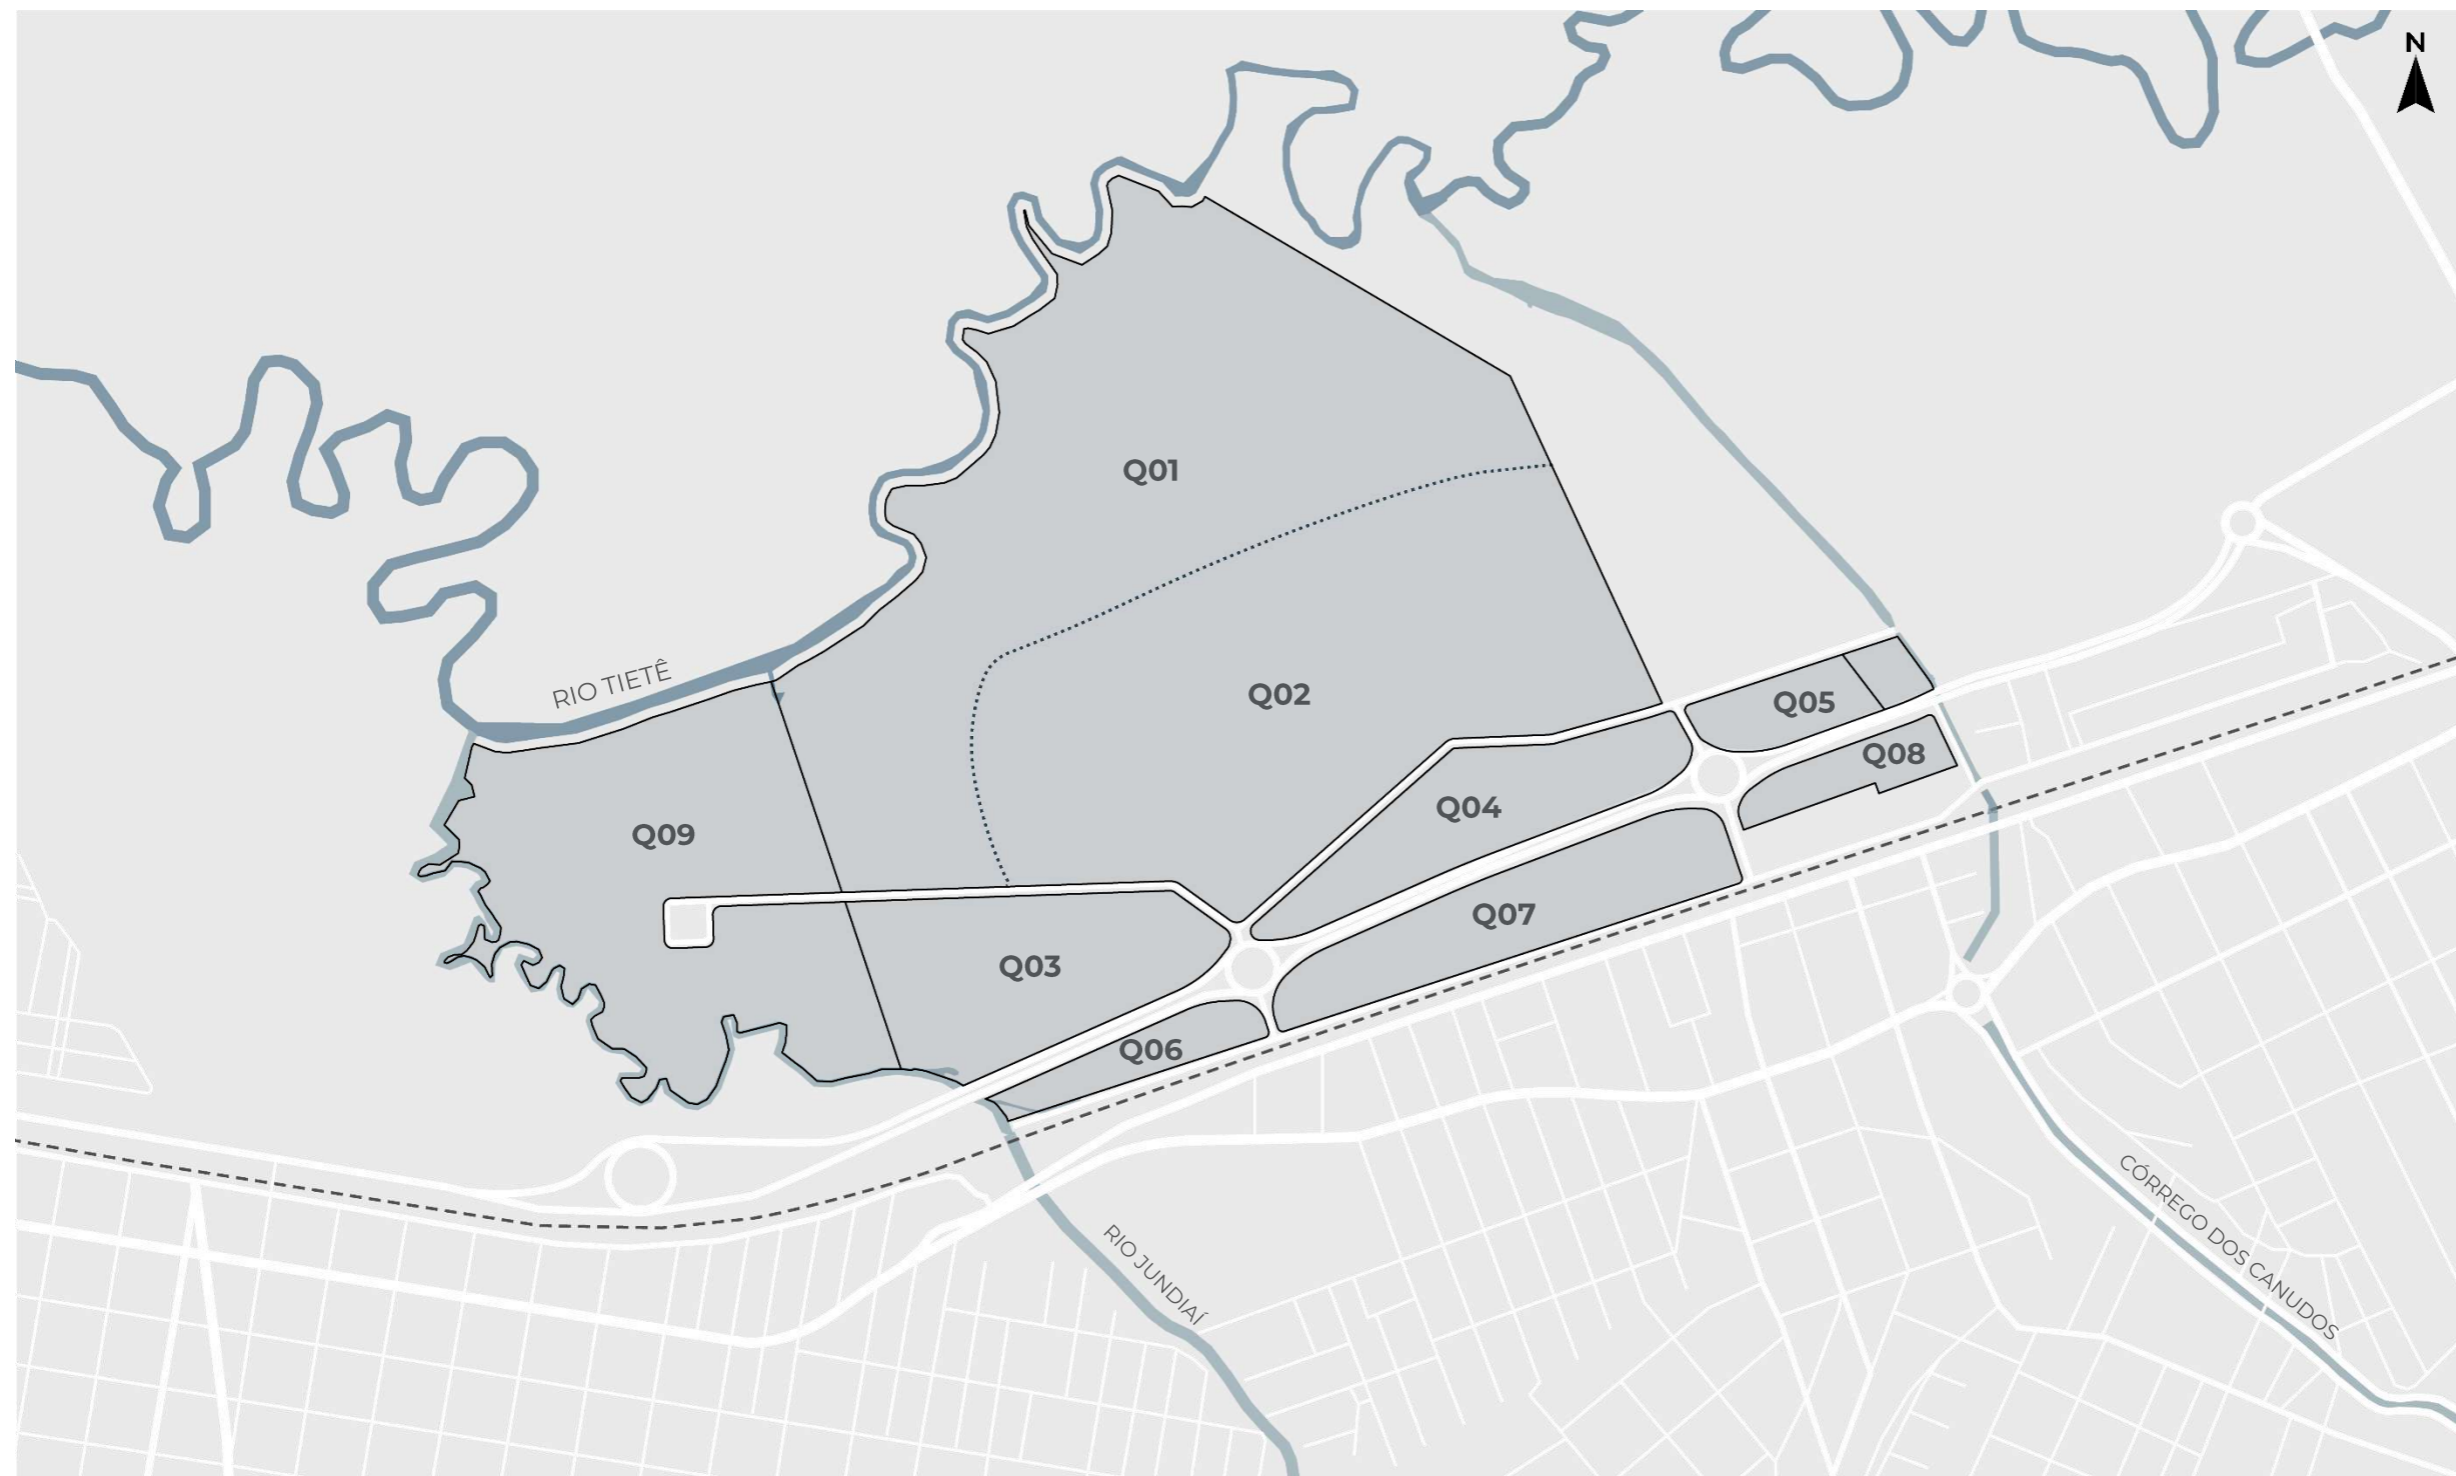 N
Q01
RIO TIETÊ
Q02
Q05
Q08
Q04
Q09
Q07
Q03
Q06
RIO JUNDIAÍ
CÓRREGO DOS CANUDOS